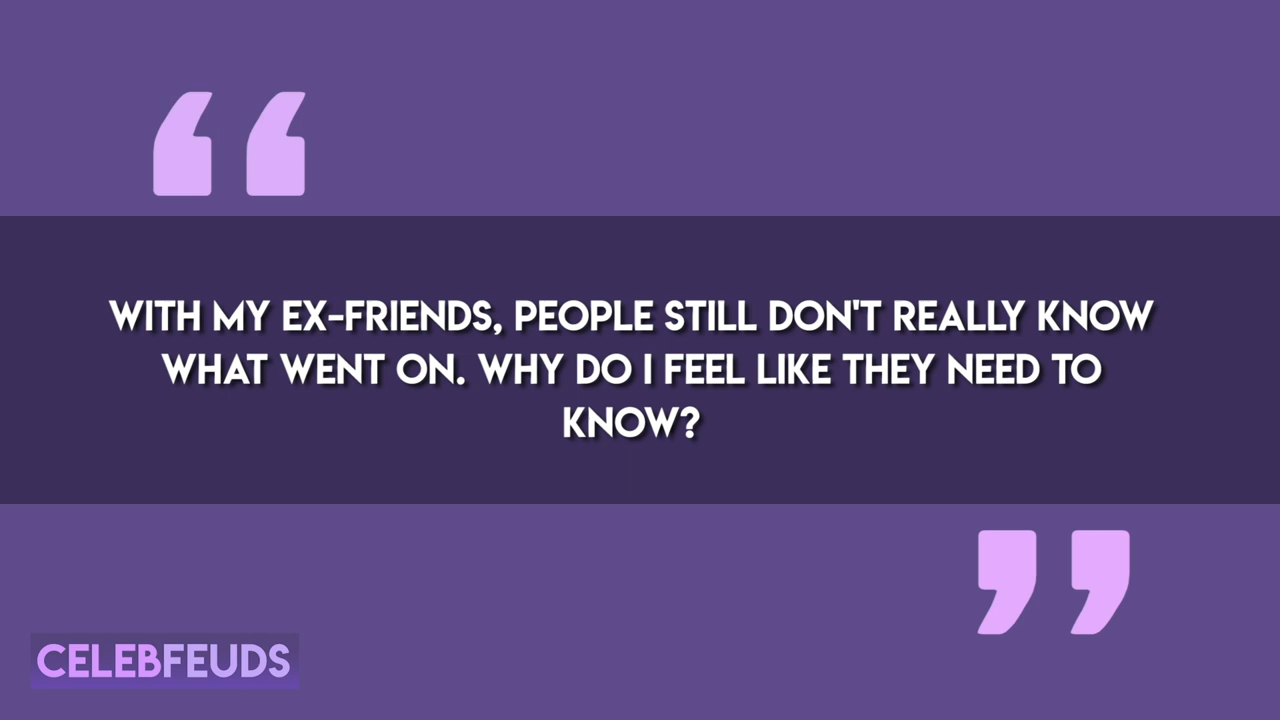 “
WITH MY EX-FRIENDS, PEOPLE STILL DON'T REALLY KNOW
WHAT WENT ON. WHY DO I FEEL LIKE THEY NEED TO
KNOW?
”
CELEBFEUDS